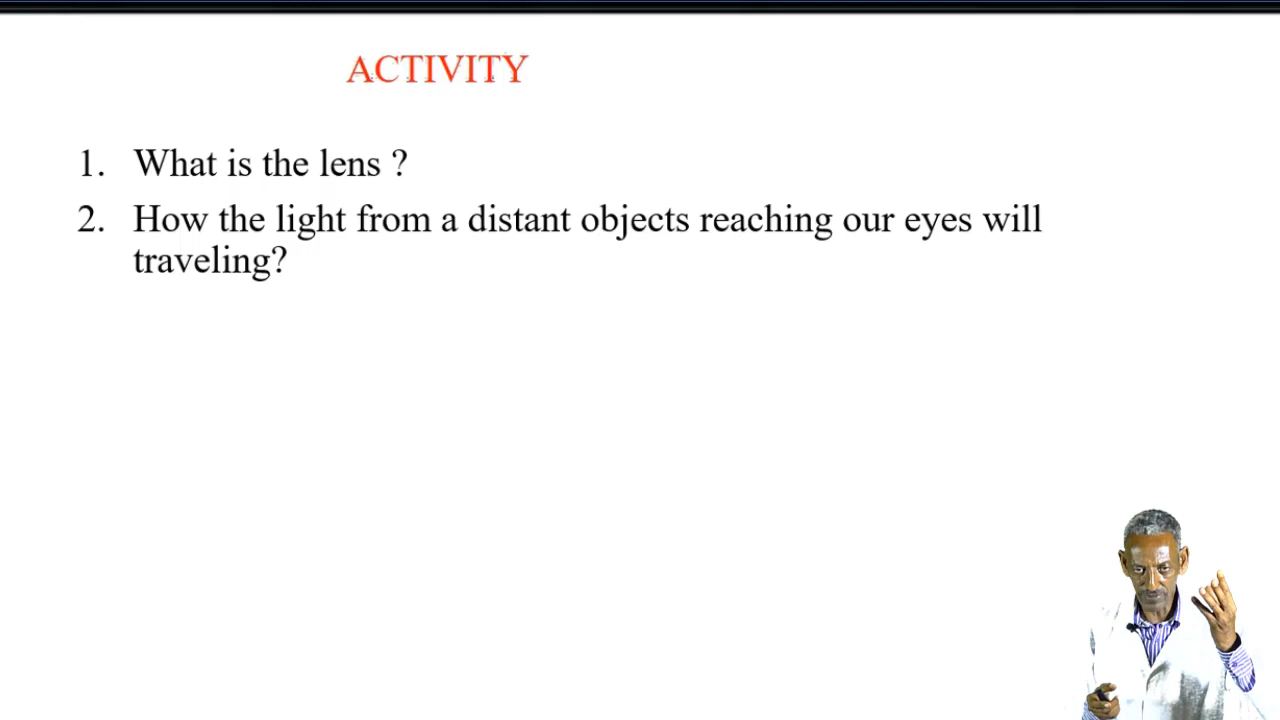 ACTIVITY
1. What is the lens ?
2. How the light from a distant objects reaching our eyes will
traveling?